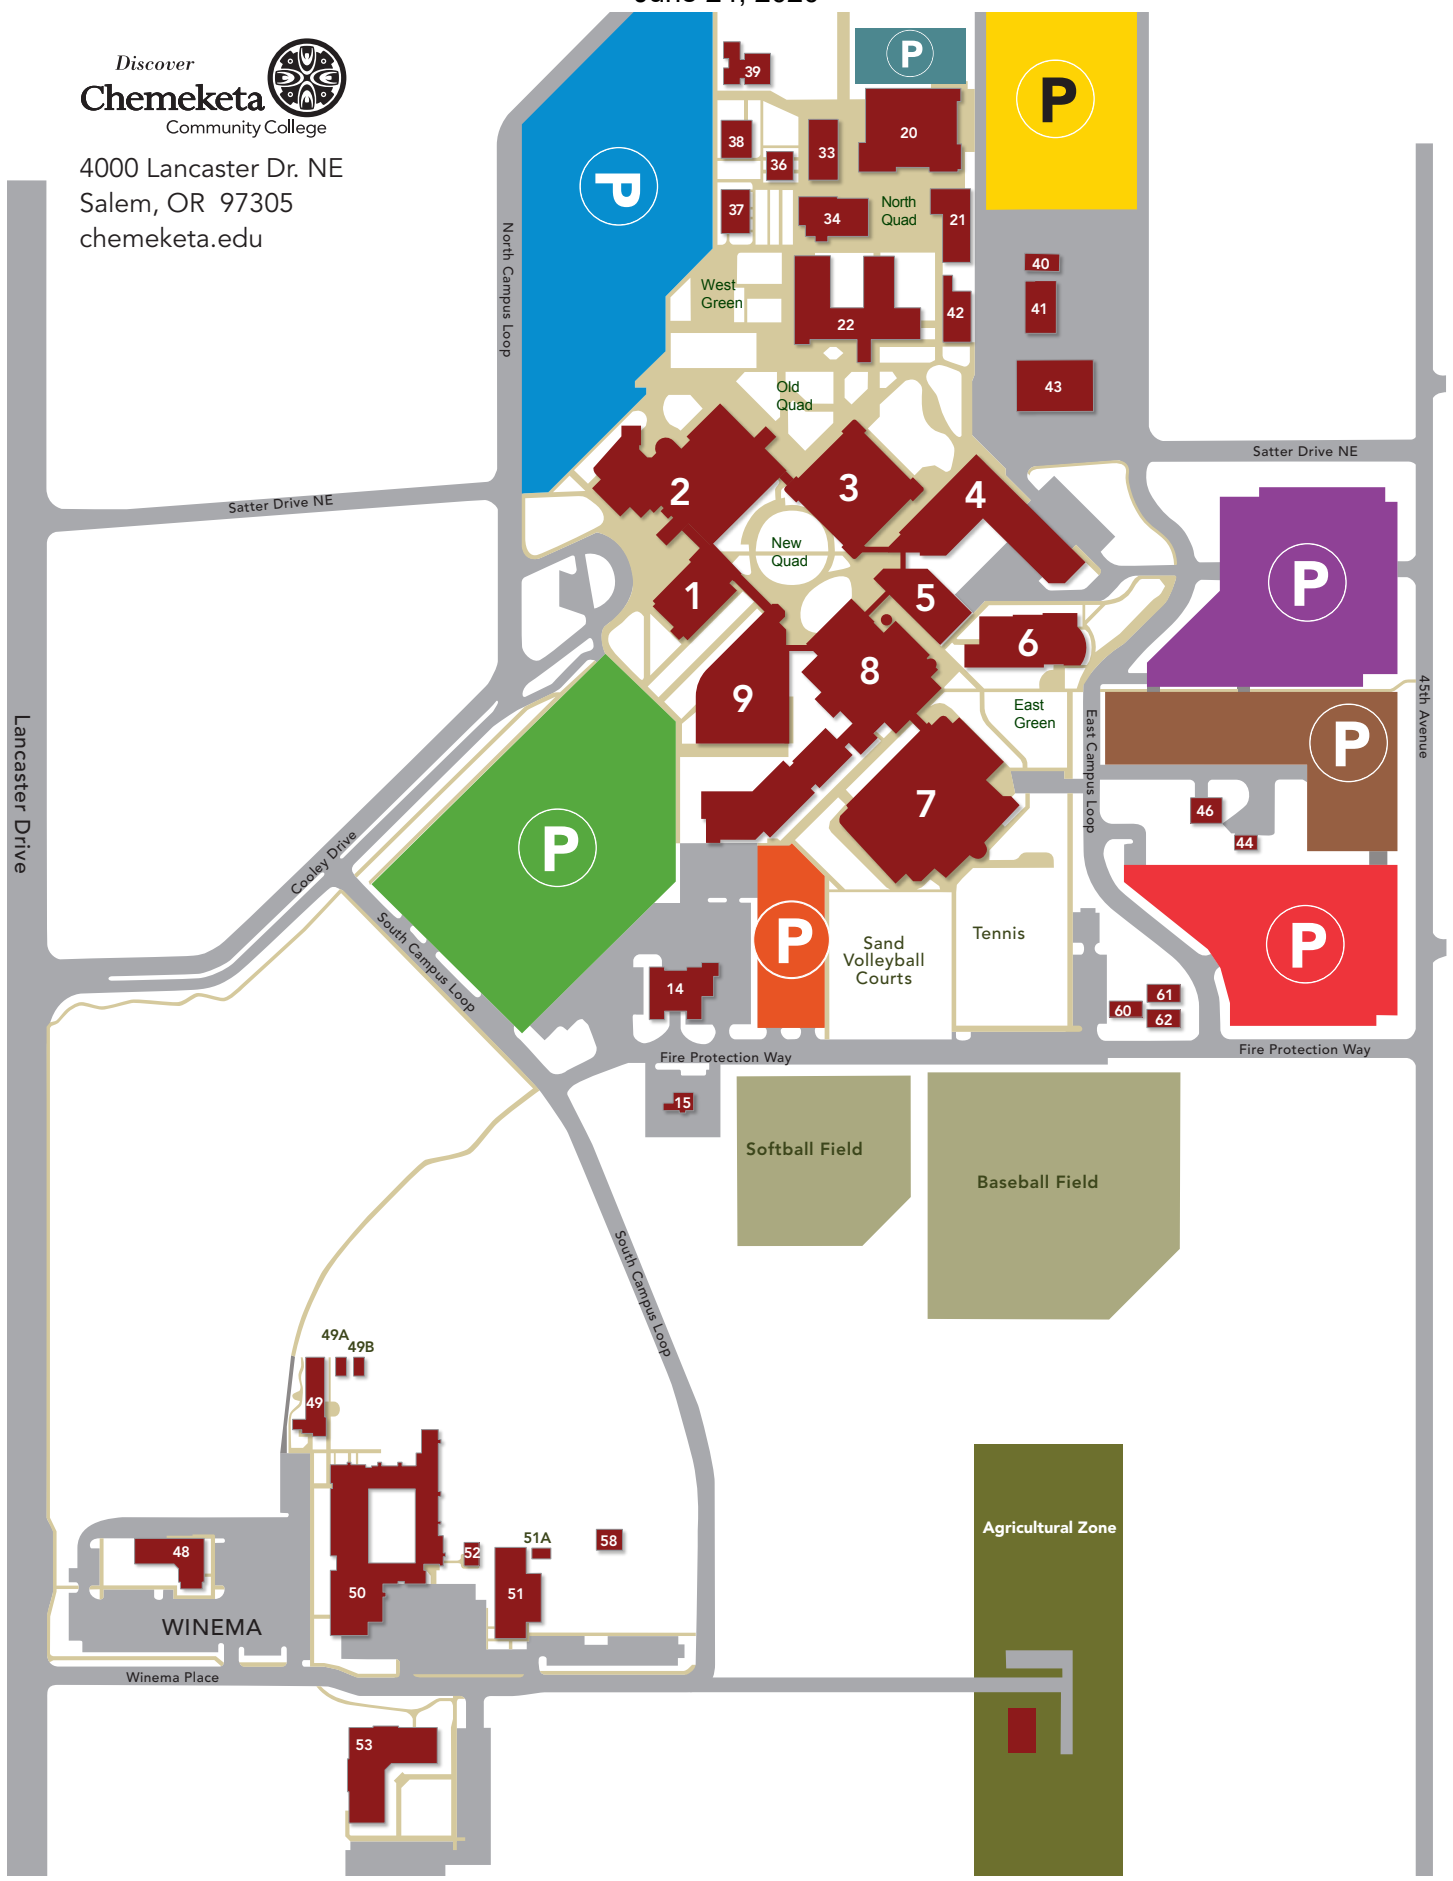 Discover
Chemeketa
Community College
4000 Lancaster Dr. NE
Salem, OR 97305
chemeketa.edu
P
P
P
39
38
36
33
20
37
34
North
Quad
21
40
41
42
43
West
Green
22
Old
Quad
North Campus Loop
Satter Drive NE
Satter Drive NE
2
3
4
New
Quad
1
5
6
P
8
9
East
Green
East Campus Loop
45th Avenue
P
7
46
44
Lancaster Drive
Cooley Drive
P
South Campus Loop
P
Sand
Volleyball
Courts
Tennis
P
14
60
61
62
Fire Protection Way
Fire Protection Way
15
Softball Field
Baseball Field
South Campus Loop
49A
49B
49
Agricultural Zone
48
50
52
51A
51
58
WINEMA
Winema Place
53